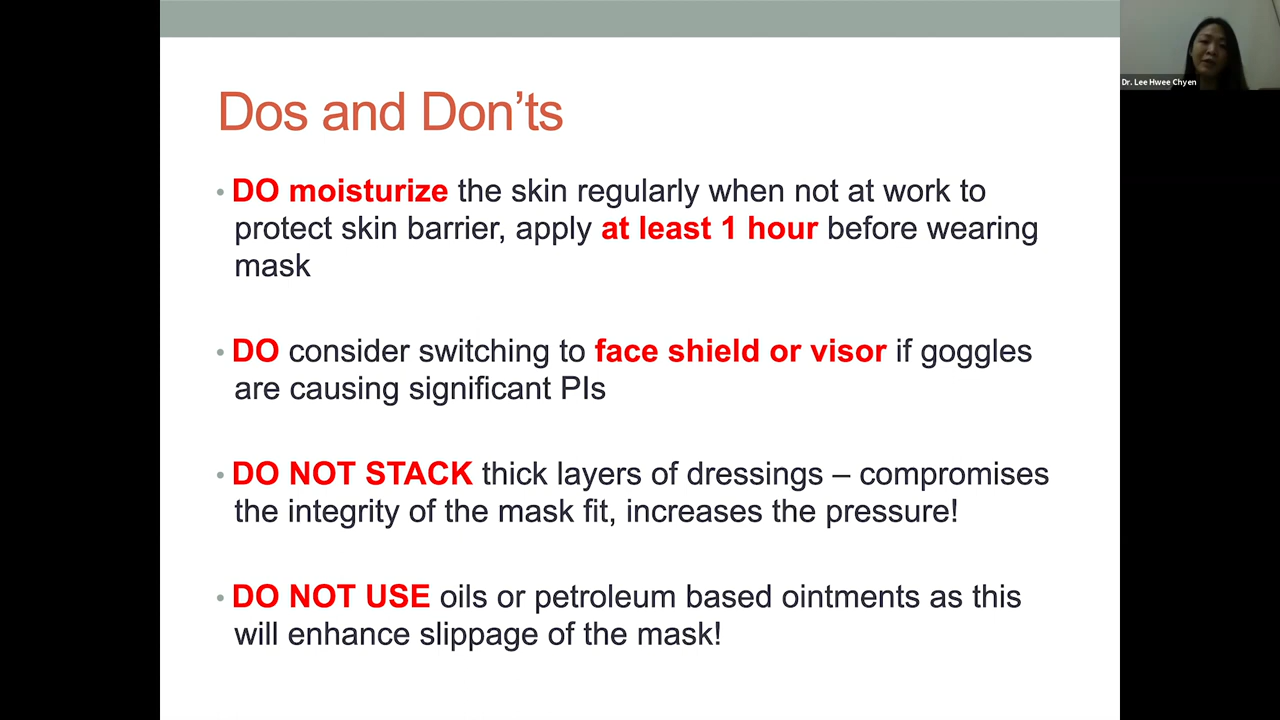 Dos and Don’ts
• DO moisturize the skin regularly when not at work to
protect skin barrier, apply at least 1 hour before wearing
mask
• DO consider switching to face shield or visor if goggles
are causing significant PIs
• DO NOT STACK thick layers of dressings – compromises
the integrity of the mask fit, increases the pressure!
• DO NOT USE oils or petroleum based ointments as this
will enhance slippage of the mask!
Dr. Lee Hwee Chyen